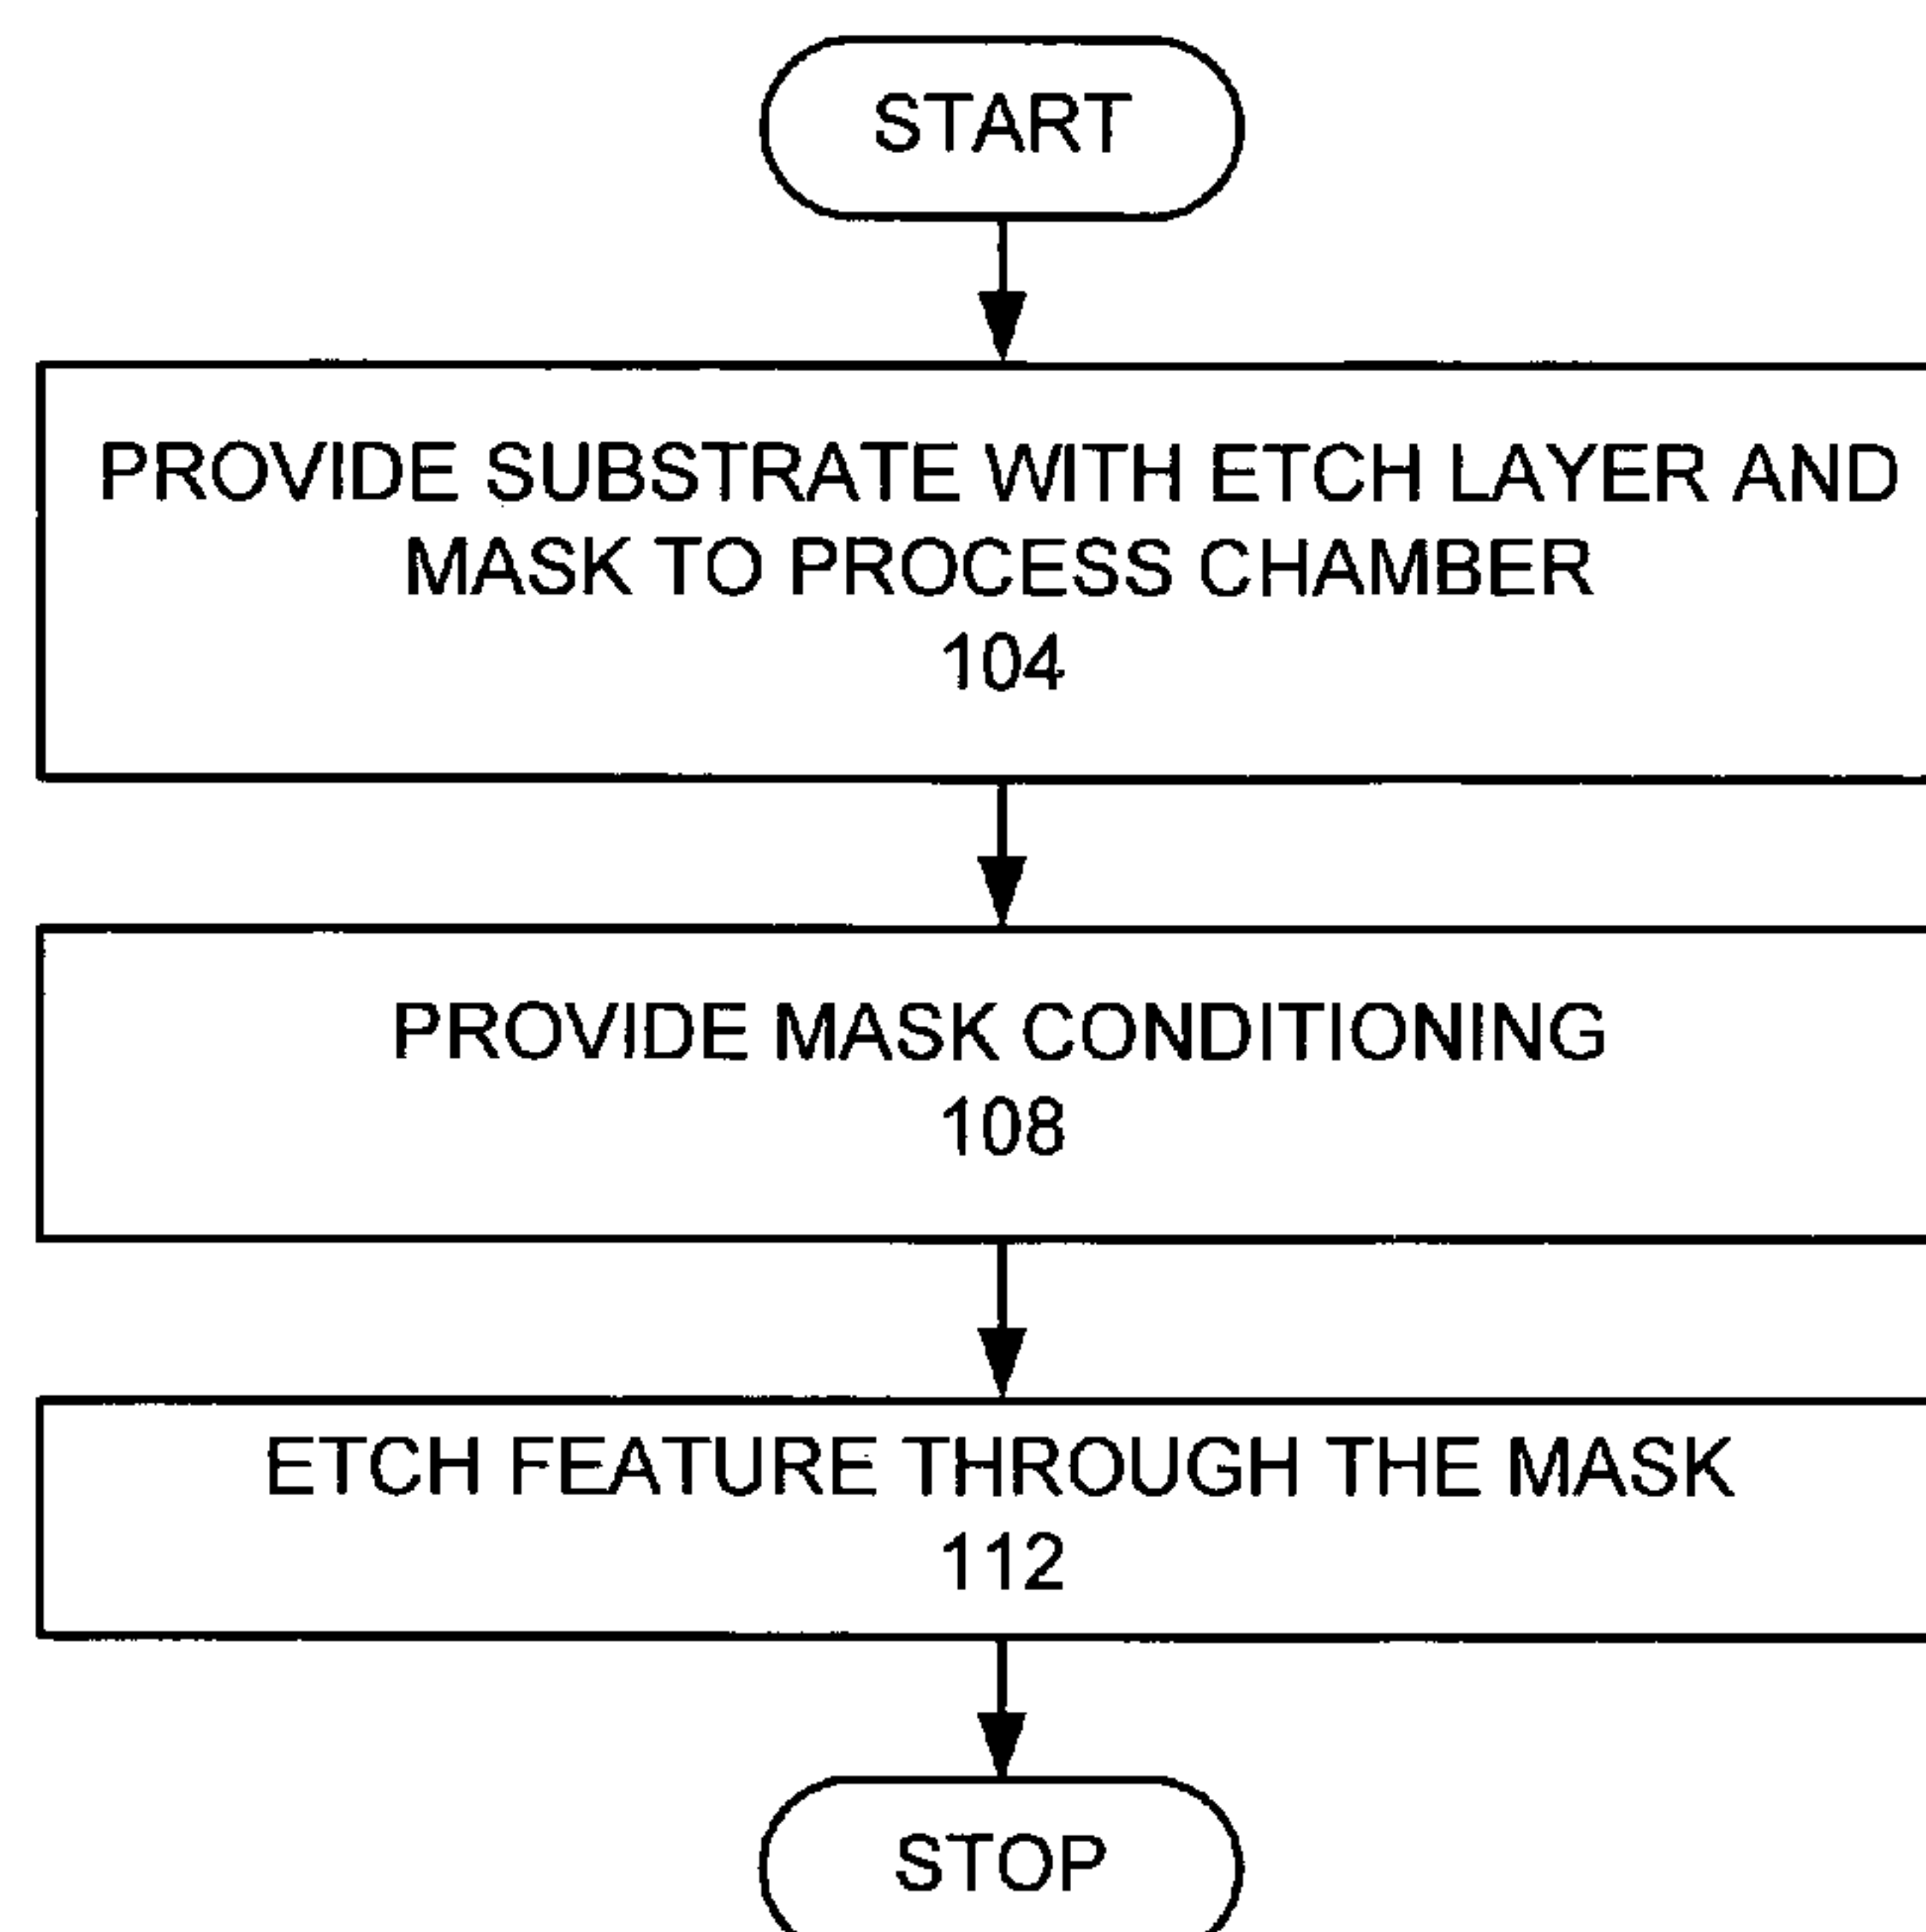 START
PROVIDE SUBSTRATE WITH ETCH LAYER AND
MASK TO PROCESS CHAMBER
104
PROVIDE MASK CONDITIONING
108
ETCH FEATURE THROUGH THE MASK
112
STOP